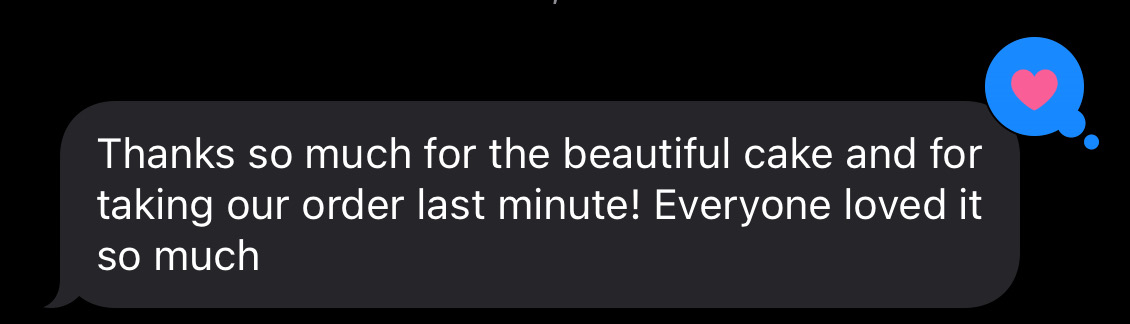 Thanks so much for the beautiful cake and for
taking our order last minute! Everyone loved it
so much